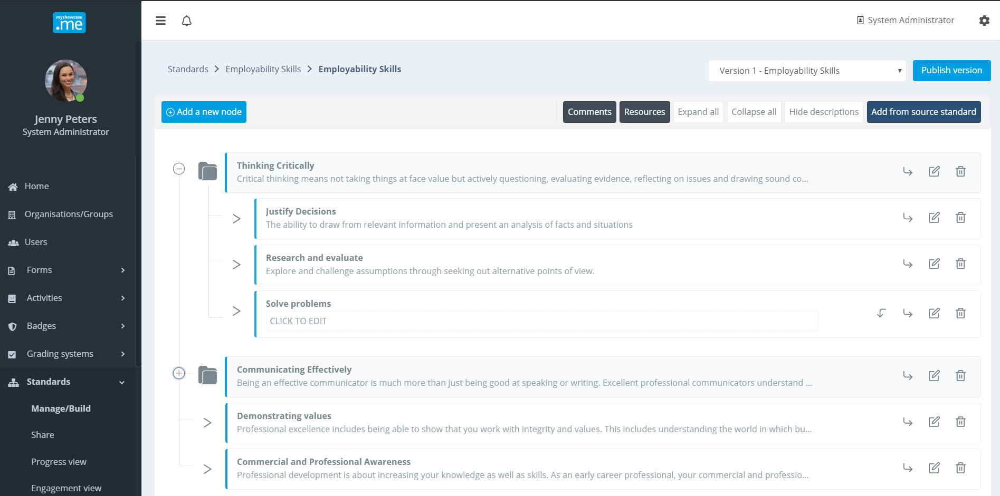 myshowcase
.me
System Administrator
Jenny Peters
System Administrator
Home
Organisations/Groups
Users
Forms
Activities
Badges
Grading systems
Standards
Manage/Build
Share
Progress view
Engagement view
Standards > Employability Skills > Employability Skills
Version 1 - Employability Skills
Publish version
Add a new node
Comments
Resources
Expand all
Collapse all
Hide descriptions
Add from source standard
Thinking Critically
Critical thinking means not taking things at face value but actively questioning, evaluating evidence, reflecting on issues and drawing sound co...
Justify Decisions
The ability to draw from relevant information and present an analysis of facts and situations
Research and evaluate
Explore and challenge assumptions through seeking out alternative points of view.
Solve problems
CLICK TO EDIT
Communicating Effectively
Being an effective communicator is much more than just being good at speaking or writing. Excellent professional communicators understand ...
Demonstrating values
Professional excellence includes being able to show that you work with integrity and values. This includes understanding the world in which bu...
Commercial and Professional Awareness
Professional development is about increasing your knowledge as well as skills. As an early career professional, your commercial and professio...